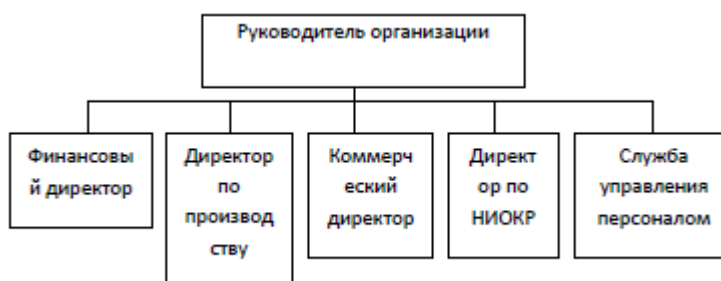 Руководитель организации
Финансовы
й директор
Директор
по
производ
ству
Коммерч
еский
директор
Директ
ор по
НИОКР
Служба
управления
персоналом